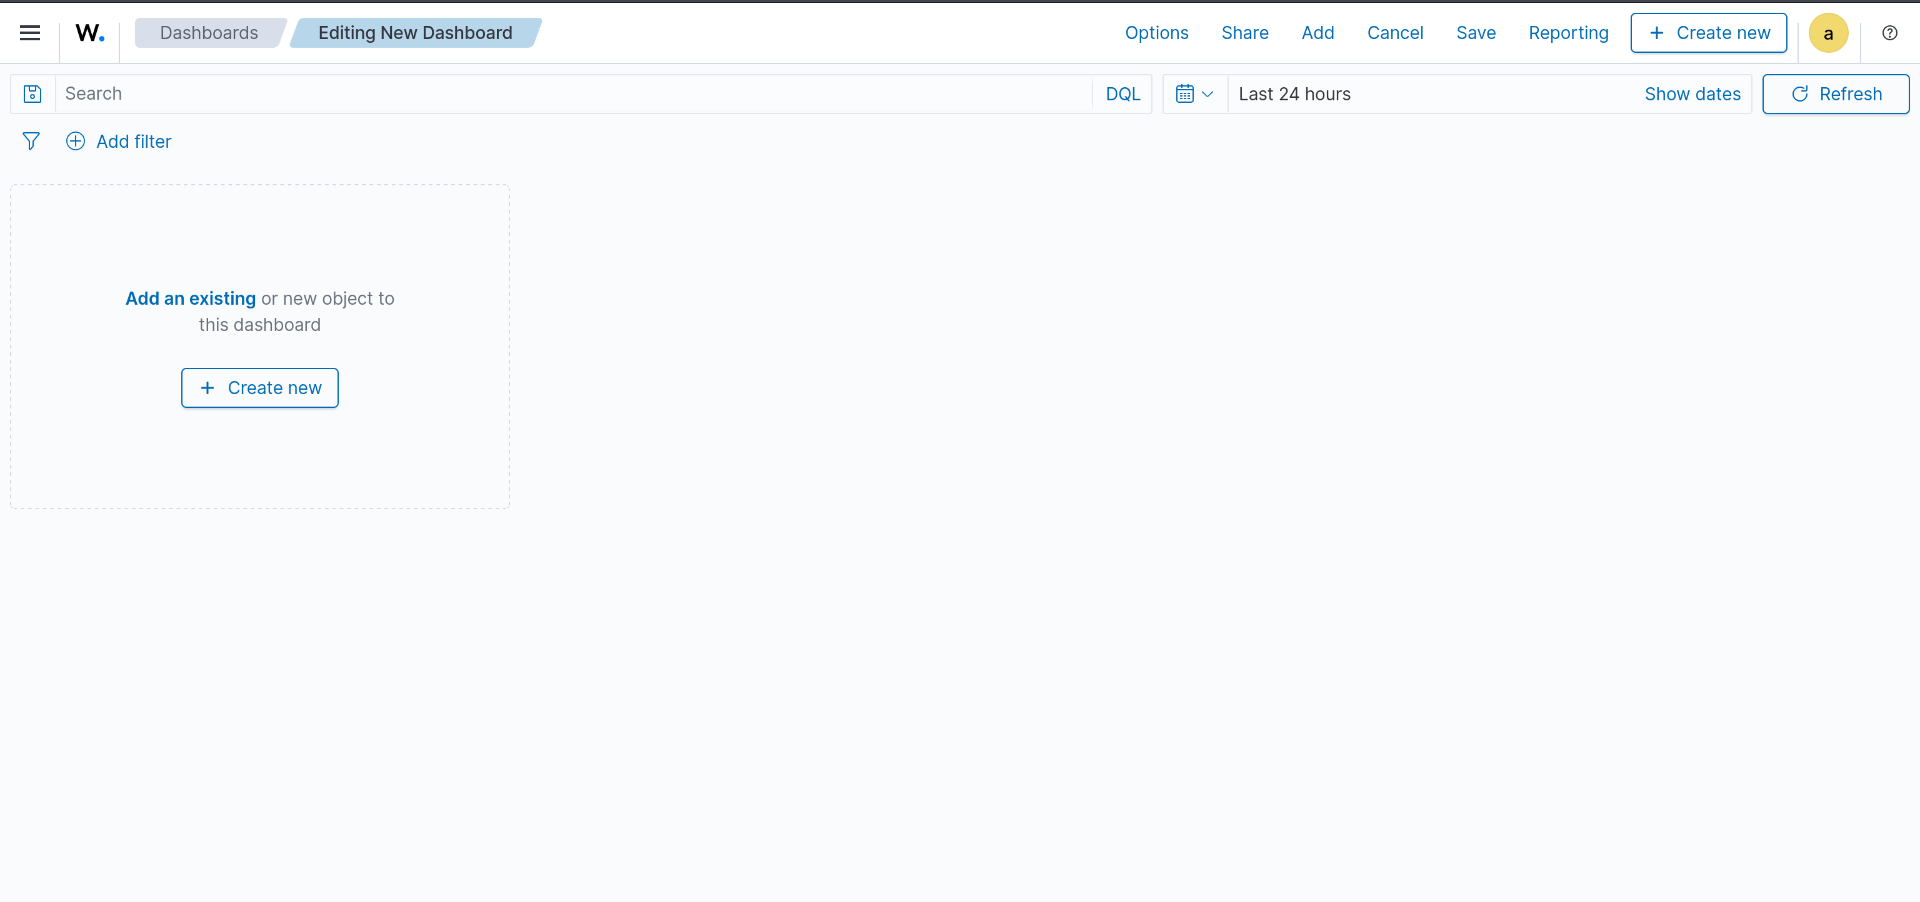 W. Dashboards Editing New Dashboard Options Share Add Cancel Save Reporting + Create new a ?
Search DQL Last 24 hours Show dates Refresh
Add filter
Add an existing or new object to
this dashboard
+ Create new